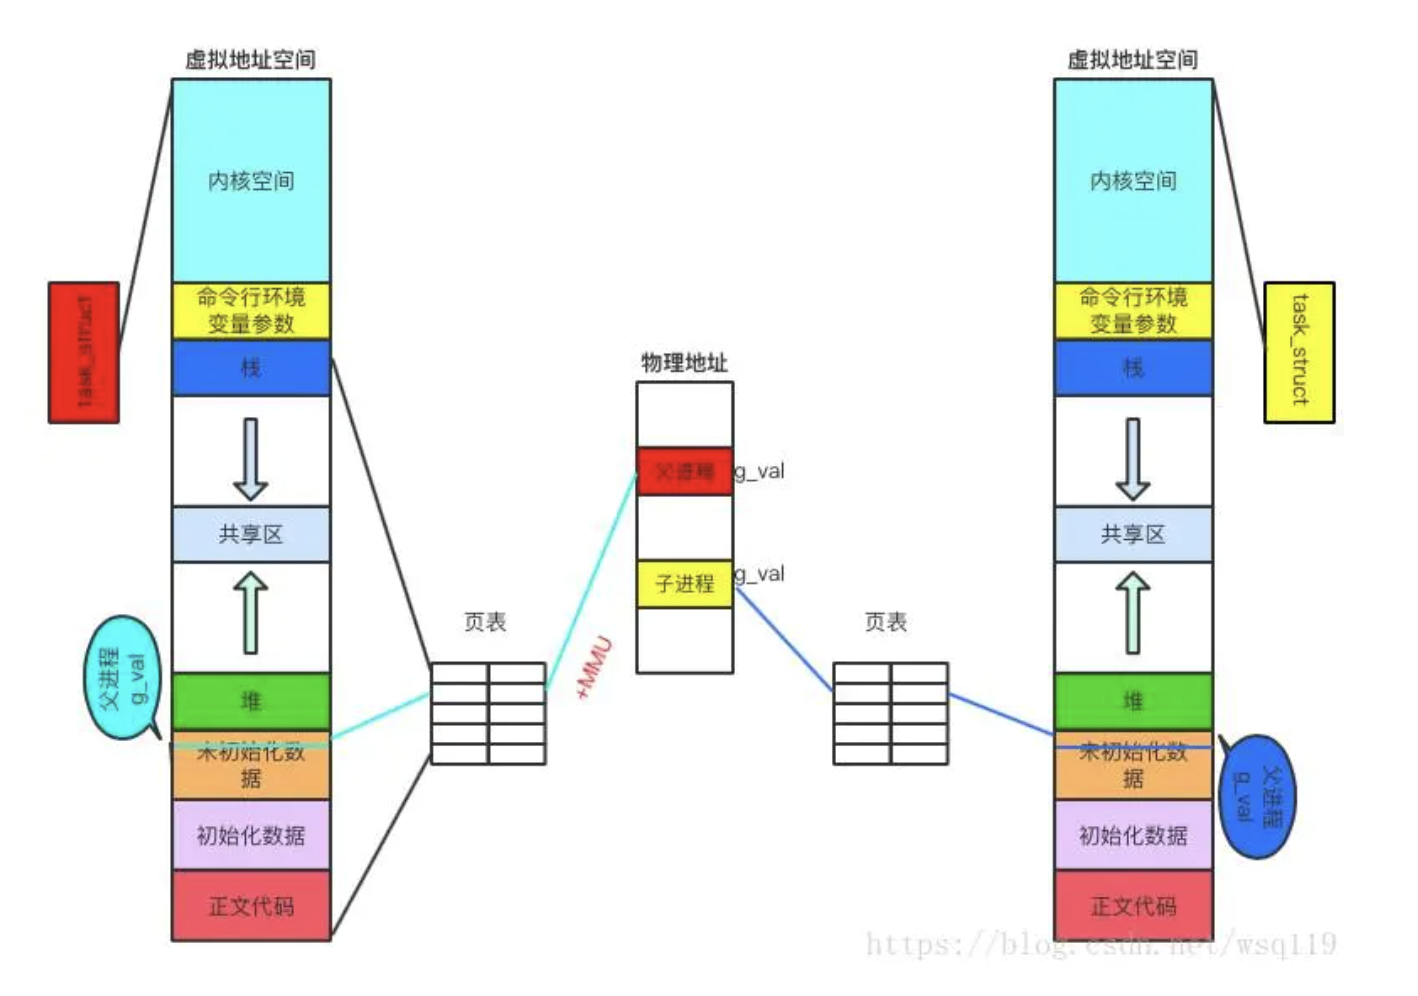 虚拟地址空间
内核空间
命令行环境
变量参数
栈
共享区
堆
未初始化数
据
初始化数据
正文代码
task_struct
父进程
g_val
页表
+MMU
物理地址
父进程
g_val
子进程
g_val
页表
虚拟地址空间
内核空间
命令行环境
变量参数
栈
共享区
堆
未初始化数
据
初始化数据
正文代码
task_struct
父进程
g_val
https://blog.csdn.net/wsq119